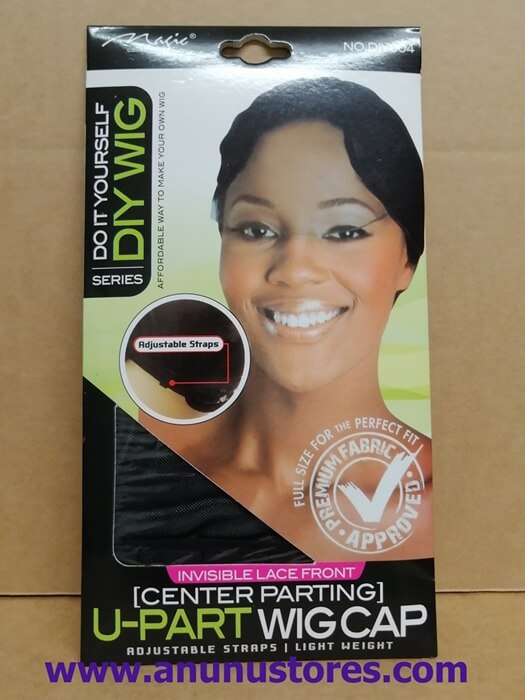 Magic
NO.DIY004
DO IT YOURSELF
DIY WIG
SERIES
AFFORDABLE WAY TO MAKE YOUR OWN WIG
Adjustable Straps
FULL SIZE FOR THE PERFECT FIT
PREMIUM FABRIC
APPROVED
INVISIBLE LACE FRONT
[CENTER PARTING]
U-PART WIG CAP
ADJUSTABLE STRAPS | LIGHT WEIGHT
www.anunustores.com